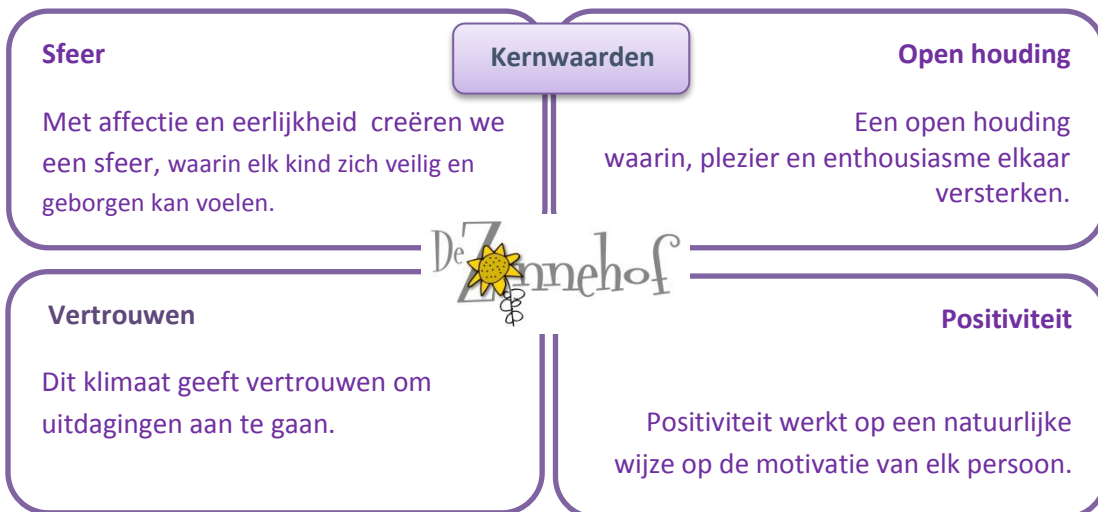 Kernwaarden
Sfeer
Met affectie en eerlijkheid  creëren we
een sfeer, waarin elk kind zich veilig en
geborgen kan voelen.
Open houding
Een open houding
waarin, plezier en enthousiasme elkaar
versterken.
De Zonnehof
Vertrouwen
Dit klimaat geeft vertrouwen om
uitdagingen aan te gaan.
Positiviteit
Positiviteit werkt op een natuurlijke
wijze op de motivatie van elk persoon.